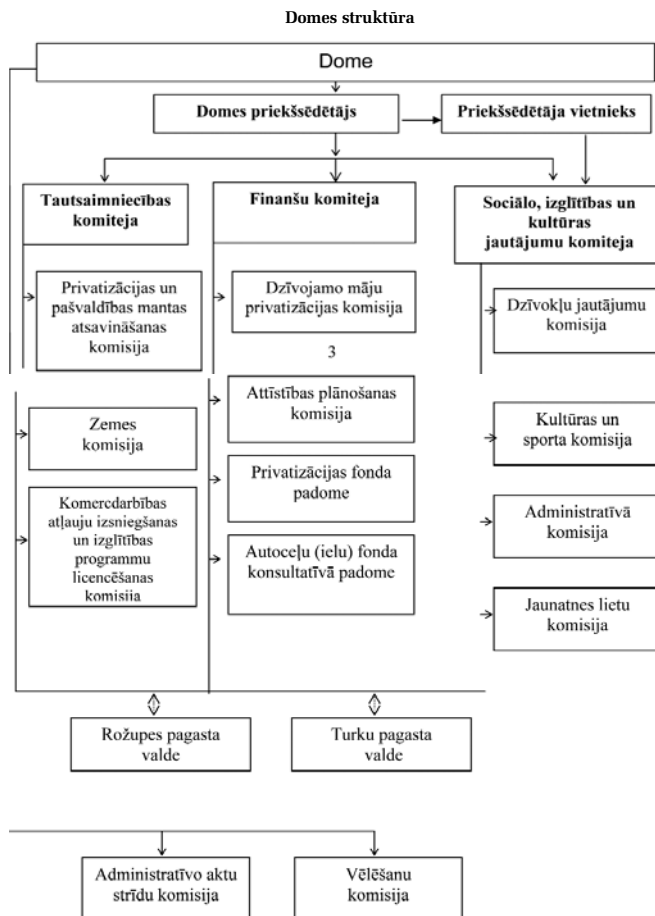 Domes struktūra
Dome
Domes priekšsēdētājs
Priekšsēdētāja vietnieks
Tautsaimniecības
komiteja
Finanšu komiteja
Sociālo, izglītības un
kultūras
jautājumu komiteja
Privatizācijas un
pašvaldības mantas
atsavināšanas
komisija
Dzīvojamo māju
privatizācijas komisija
Dzīvokļu jautājumu
komisija
3
Zemes
komisija
Attīstības plānošanas
komisija
Kultūras un
sporta komisija
Komercdarbības
atļauju izsniegšanas
un izglītības
programmu
licencēšanas
komisija
Privatizācijas fonda
padome
Administratīvā
komisija
Autoceļu (ielu) fonda
konsultatīvā padome
Jaunatnes lietu
komisija
Rožupes pagasta
valde
Turku pagasta
valde
Administratīvo aktu
strīdu komisija
Vēlēšanu
komisija